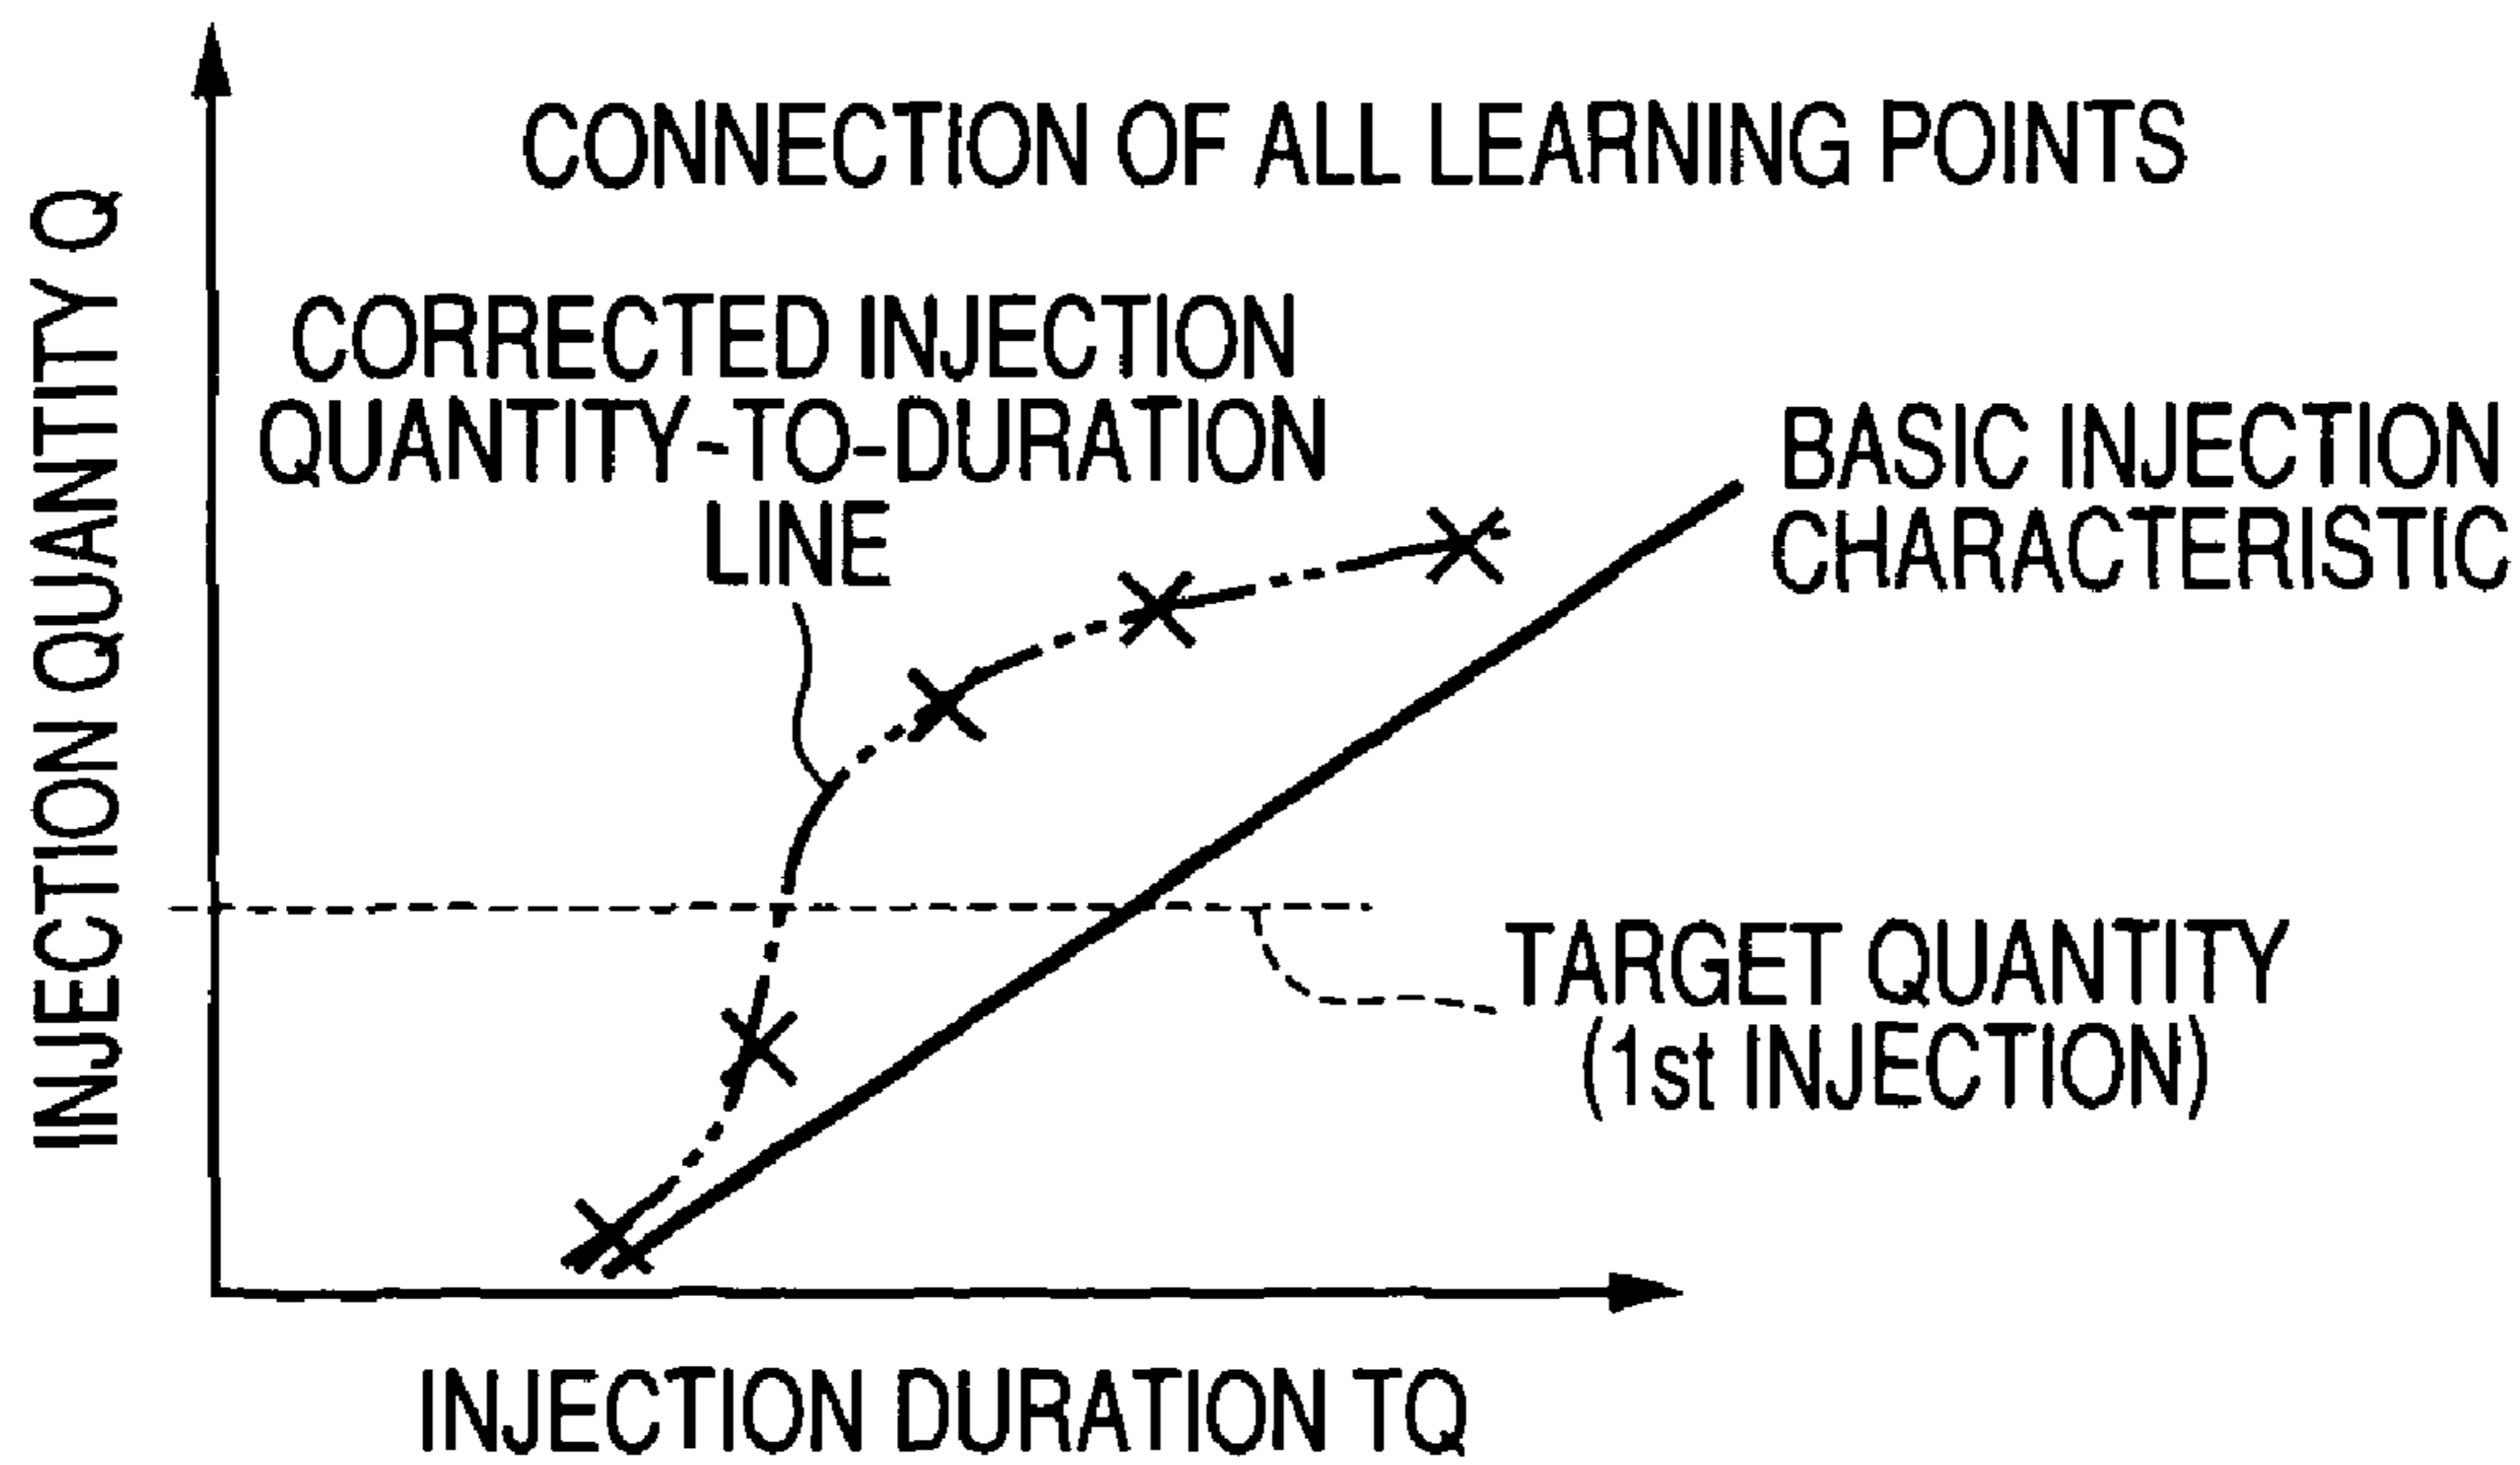 CONNECTION OF ALL LEARNING POINTS
INJECTION QUANTITY Q
CORRECTED INJECTION
QUANTITY-TO-DURATION
LINE
BASIC INJECTION
CHARACTERISTIC
TARGET QUANTITY
(1st INJECTION)
INJECTION DURATION TQ